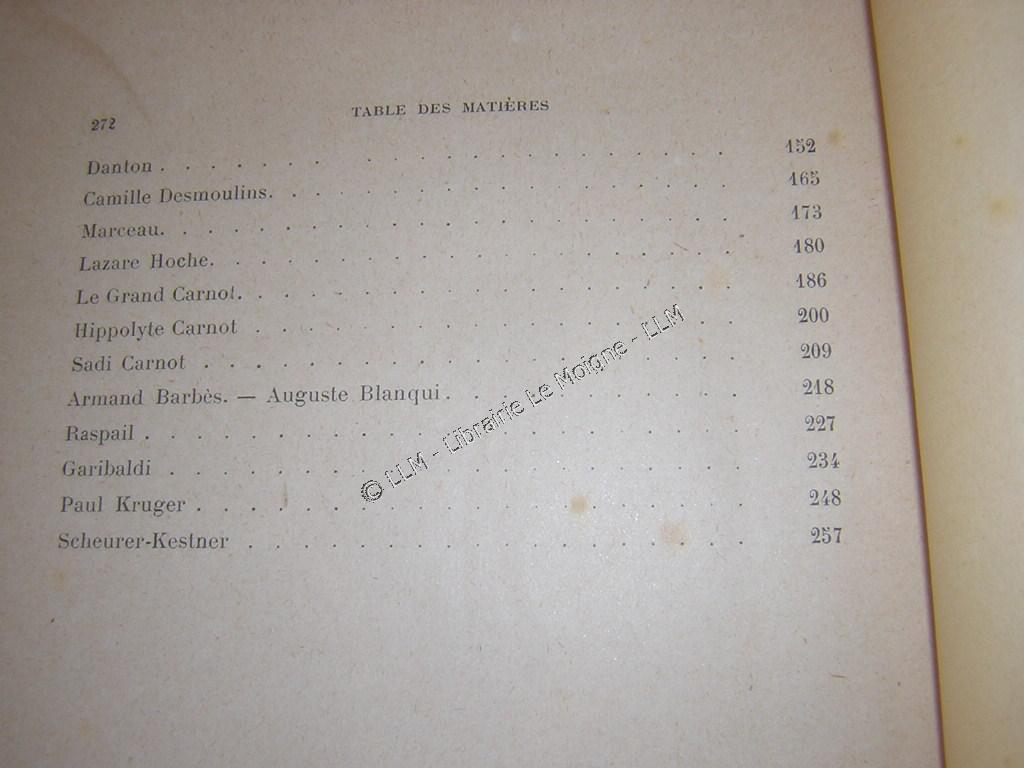 272 TABLE DES MATIÈRES
Danton . . . . . . . . . . . . . . . . . . 152
Camille Desmoulins. . . . . . . . . . . . . . . 165
Marceau. . . . . . . . . . . . . . . . . . 173
Lazare Hoche. . . . . . . . . . . . . . . . . 180
Le Grand Carnot. . . . . . . . . . . . . . . . 186
Hippolyte Carnot . . . . . . . . . . . . . . . 200
Sadi Carnot . . . . . . . . . . . . . . . . . 209
Armand Barbès. — Auguste Blanqui . . . . . . . . . 218
Raspail . . . . . . . . . . . . . . . . . . 227
Garibaldi . . . . . . . . . . . . . . . . . . 234
Paul Kruger . . . . . . . . . . . . . . . . . 248
Scheurer-Kestner . . . . . . . . . . . . . . . 257
© LLM - Librairie Le Moigne - LLM